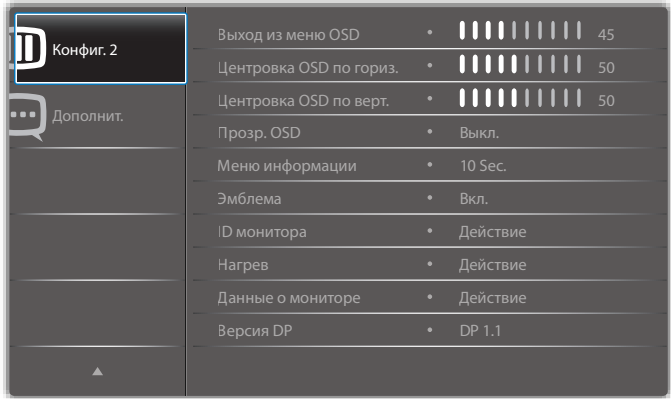 Конфиг. 2
Дополнит.
Выход из меню OSD • 45
Центровка OSD по гориз. • 50
Центровка OSD по верт. • 50
Прозр. OSD • Выкл.
Меню информации • 10 Sec.
Эмблема • Вкл.
ID монитора • Действие
Нагрев • Действие
Данные о мониторе • Действие
Версия DP • DP 1.1